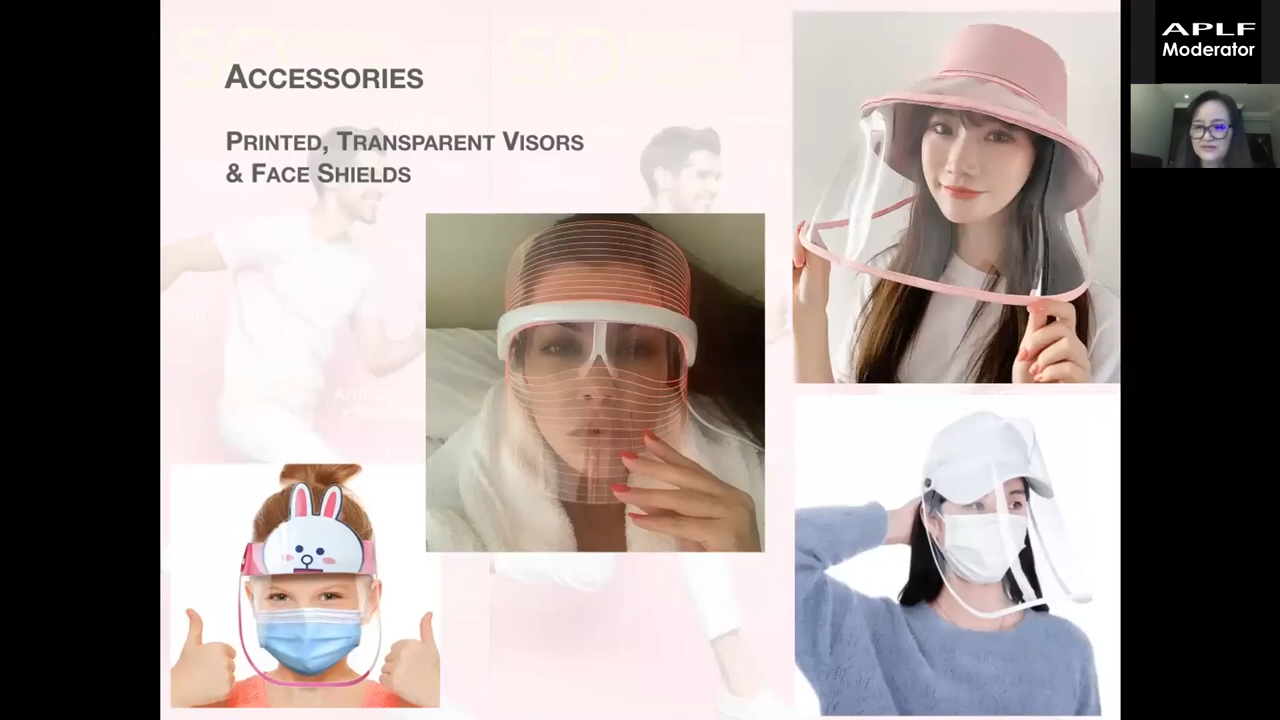 ACCESSORIES
PRINTED, TRANSPARENT VISORS
& FACE SHIELDS
APLF
Moderator